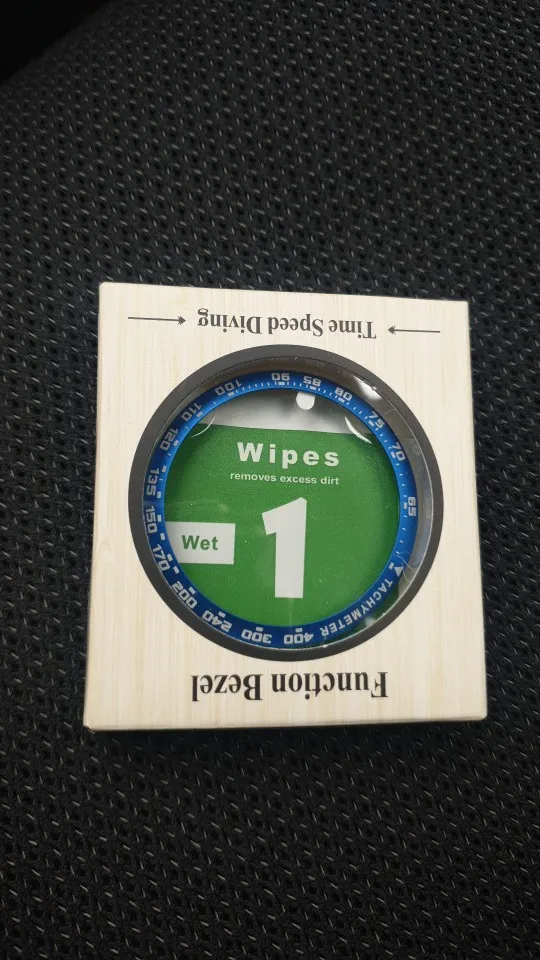 Function Bezel
TACHYMETER 400 300 240 200 170 150 135 120 110 100 90 85 80 75 70 65
Wipes
removes excess dirt
1
Wet
Time Speed Diving